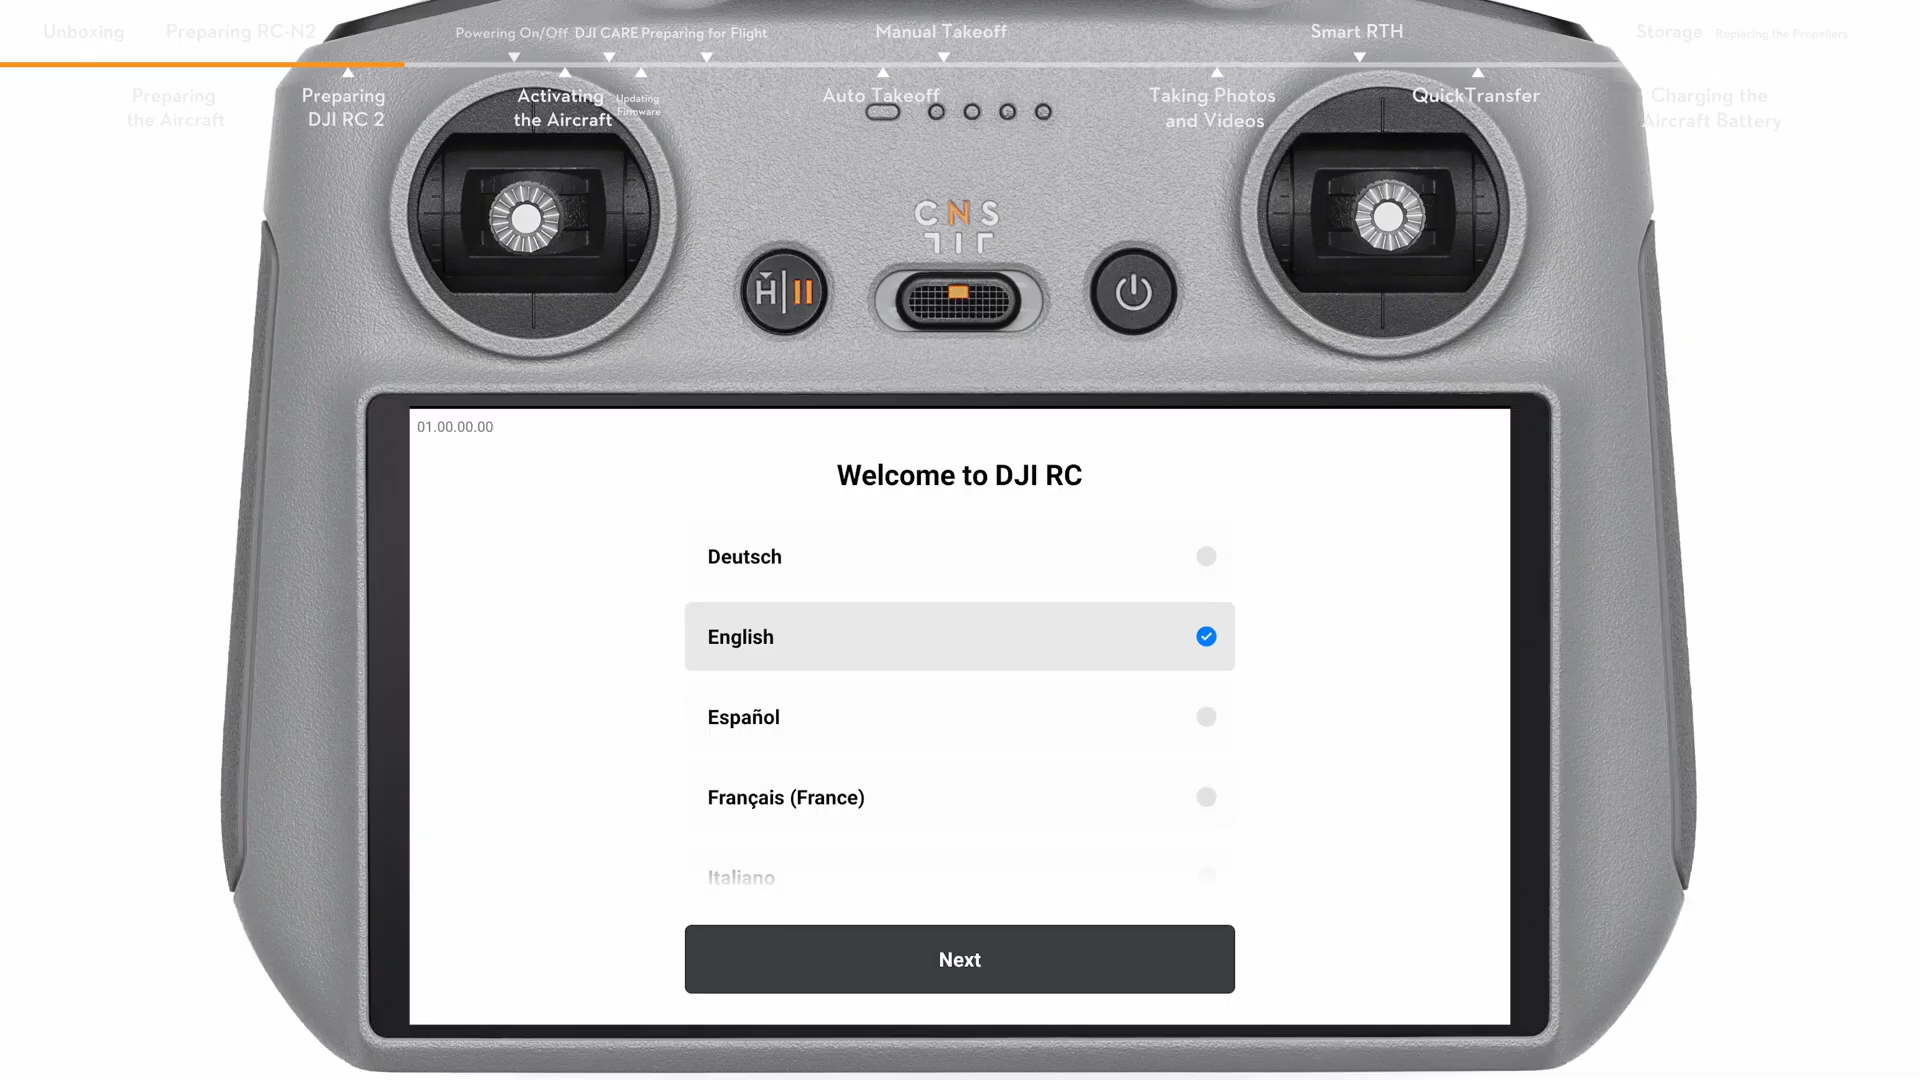 Unboxing
Preparing RC-N2
Powering On/Off
DJI CARE
Preparing for Flight
Manual Takeoff
Smart RTH
Storage
Replacing the Propellers
Preparing
the Aircraft
Preparing
DJI RC 2
Activating
the Aircraft
Updating
Firmware
Auto Takeoff
Taking Photos
and Videos
QuickTransfer
Charging the
Aircraft Battery
C N S
H
01.00.00.00
Welcome to DJI RC
Deutsch
English
Español
Français (France)
Italiano
Next